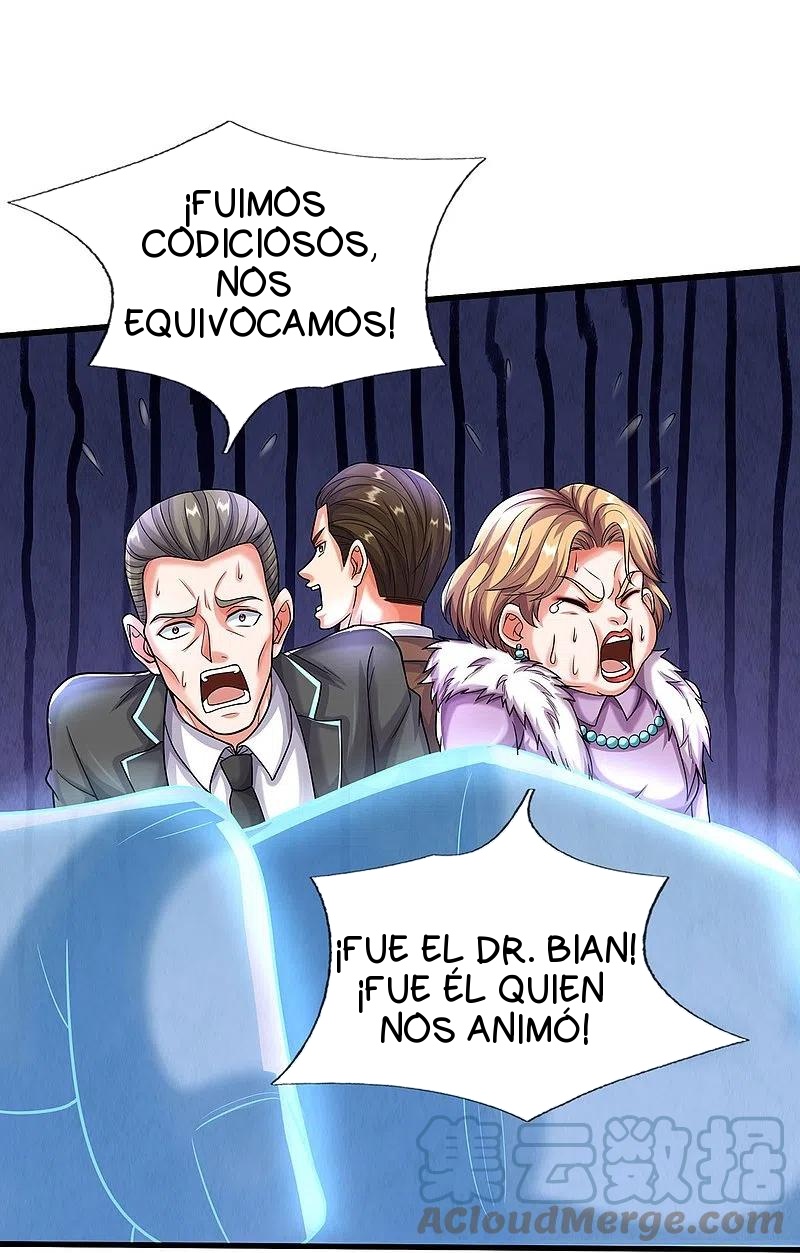 ¡FUIMOS
CODICIOSOS,
NOS
EQUIVOCAMOS!
¡FUE EL DR. BIAN!
¡FUE ÉL QUIEN
NOS ANIMÓ!
集云数据
ACloudMerge.com